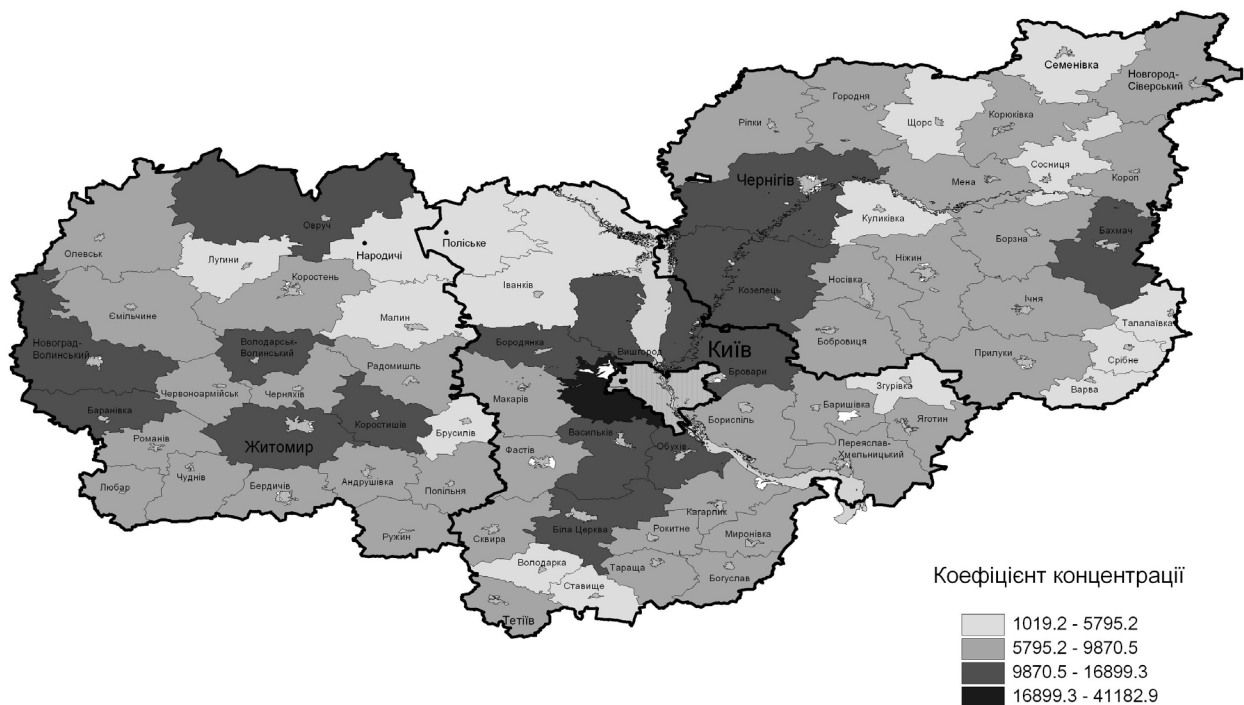 Семенівка
Новгород-
Сіверський
Городня
Ріпки
Щорс
Корюківка
Сосниця
Короп
Мена
Чернігів
Куликівка
Борзна
Бахмач
Овруч
Народичі
Поліське
Олевськ
Лугини
Коростень
Іванків
Козелець
Носівка
Ніжин
Ічня
Талалаївка
Ємільчине
Малин
Новоград-
Волинський
Володарськ-
Волинський
Бородянка
Вишгород
Київ
Бровари
Бобровиця
Прилуки
Срібне
Варва
Радомишль
Червоноармійськ
Черняхів
Макарів
Згурівка
Баранівка
Коростишів
Брусилів
Бориспіль
Баришівка
Яготин
Романів
Житомир
Васильків
Обухів
Переяслав-
Хмельницький
Фастів
Любар
Чуднів
Бердичів
Андрушівка
Попільня
Ружин
Сквира
Біла Церква
Кагарлик
Рокитне
Миронівка
Володарка
Тараща
Богуслав
Ставище
Тетіїв
Коефіцієнт концентрації
1019.2 - 5795.2
5795.2 - 9870.5
9870.5 - 16899.3
16899.3 - 41182.9